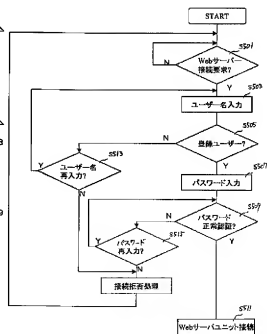 START
S501
Webサーバー
接続要求?
N
Y
S503
ユーザー名入力
S505
登録ユーザー?
N
Y
S513
ユーザー名
再入力?
Y
N
S507
パスワード入力
S509
パスワード
正常認証?
N
Y
S515
パスワード
再入力?
Y
N
接続拒否処理
S511
Webサーバユニット接続